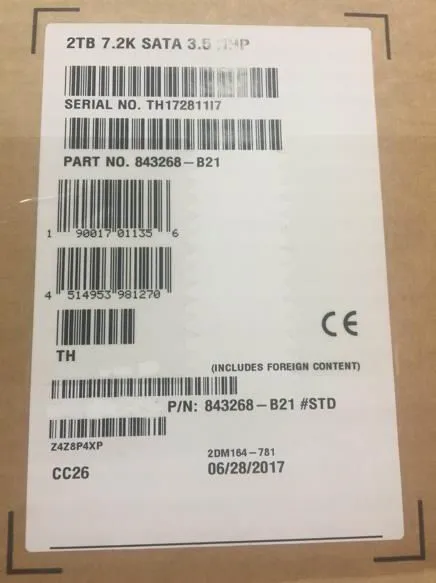 2TB 7.2K SATA 3.5
SERIAL NO. TH172811I7
PART NO. 843268-B21
1 90017 01135 6
4 514953 981270
CE
TH
(INCLUDES FOREIGN CONTENT)
P/N: 843268-B21 #STD
Z4Z8P4XP
2DM164-781
CC26
06/28/2017